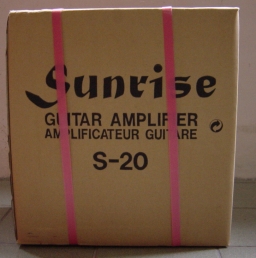 Sunrise
GUITAR AMPLIFIER
AMPLIFICATEUR GUITARE
S-20